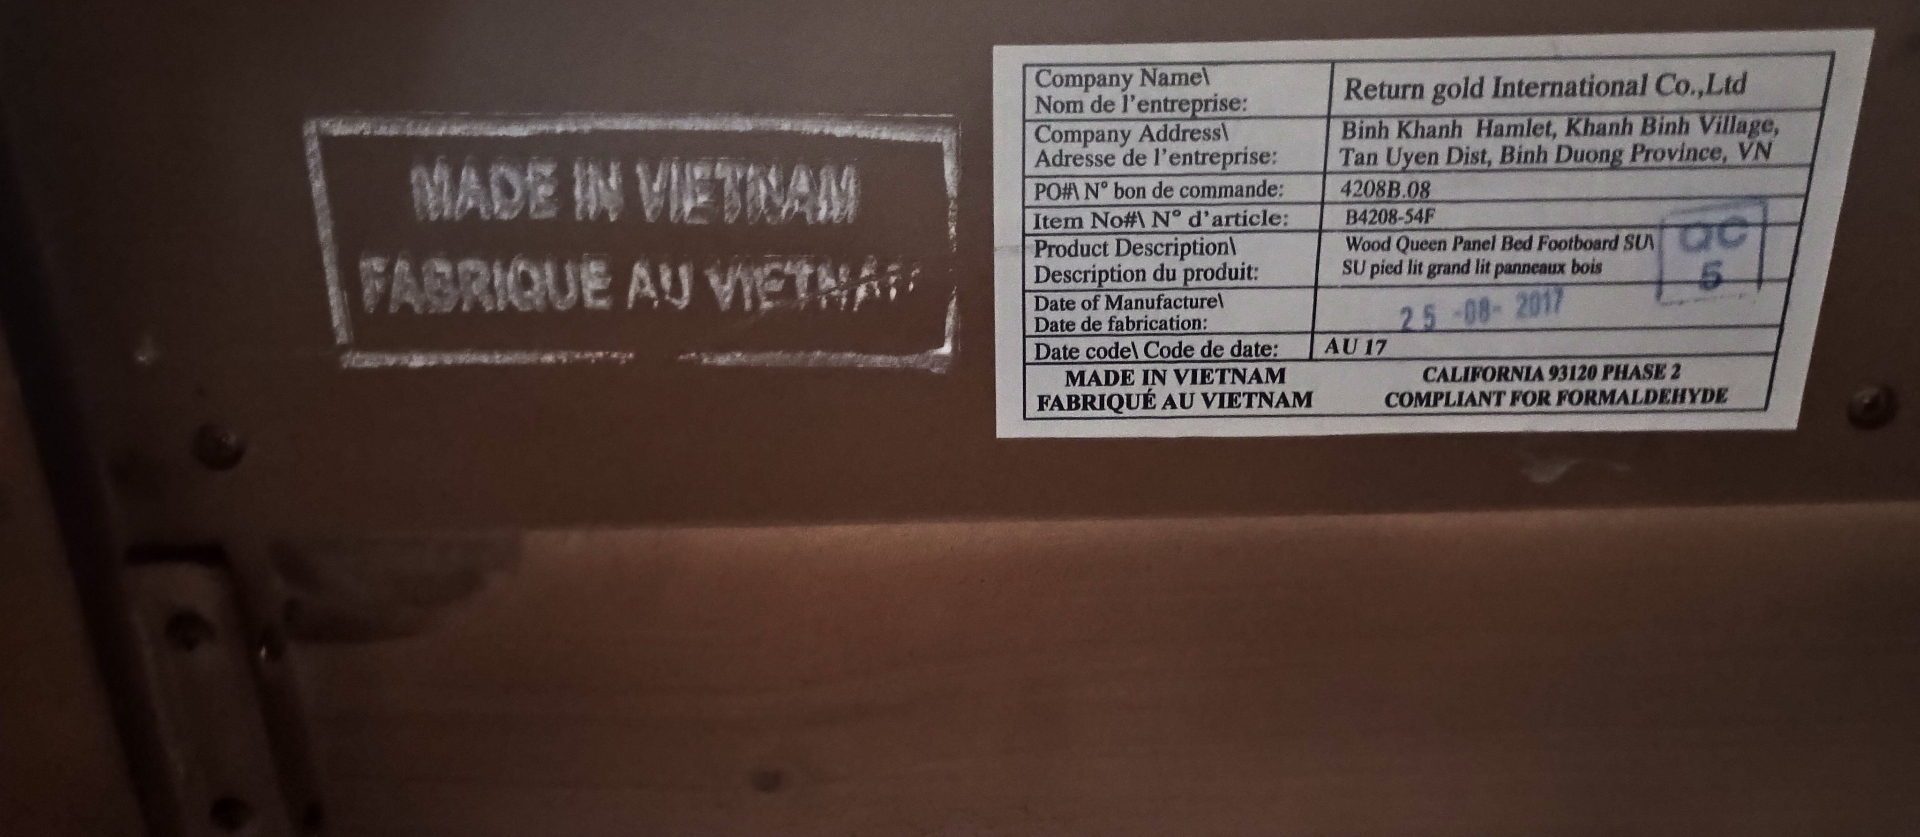 MADE IN VIETNAM
FABRIQUE AU VIETNAM
Company Name\
Nom de l'entreprise:
Return gold International Co.,Ltd
Company Address\
Adresse de l'entreprise:
Binh Khanh Hamlet, Khanh Binh Village,
Tan Uyen Dist, Binh Duong Province, VN
PO#\ N° bon de commande:
4208B.08
Item No#\ N° d'article:
B4208-54F
Product Description\
Description du produit:
Wood Queen Panel Bed Footboard SU\
SU pied lit grand lit panneaux bois
QC
5
Date of Manufacture\
Date de fabrication:
25 -08- 2017
Date code\ Code de date:
AU 17
MADE IN VIETNAM
FABRIQUÉ AU VIETNAM
CALIFORNIA 93120 PHASE 2
COMPLIANT FOR FORMALDEHYDE